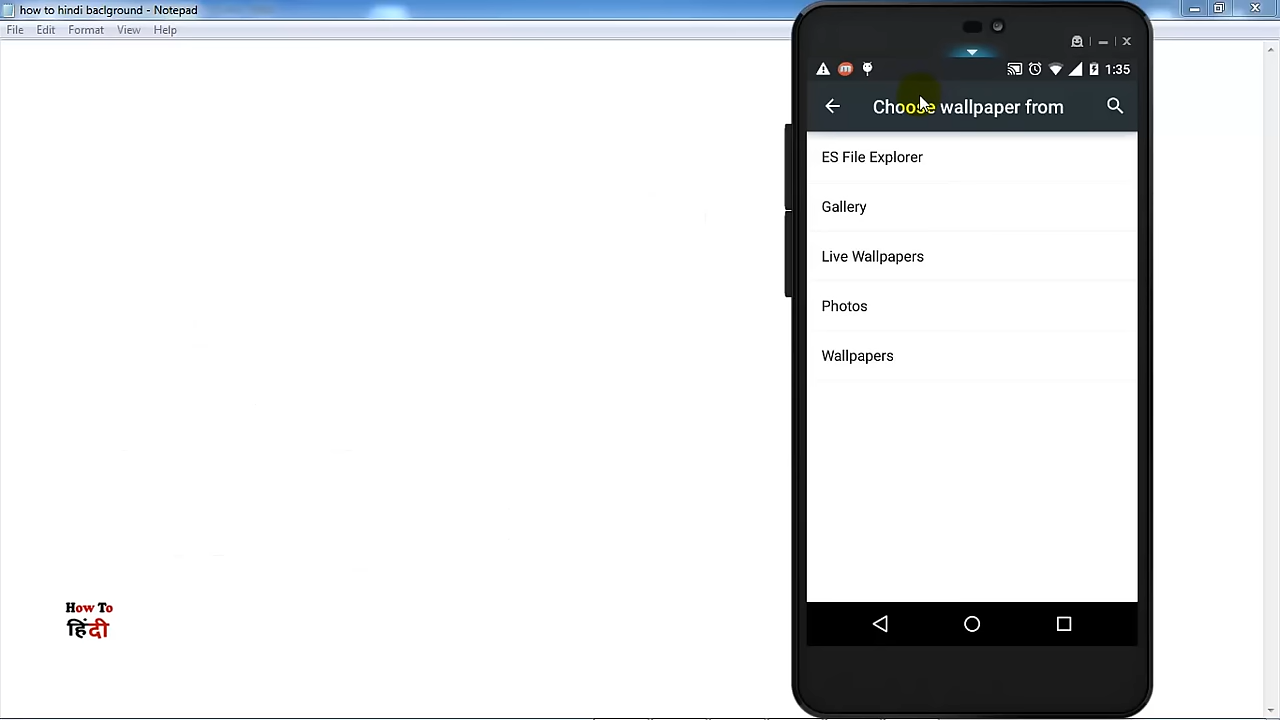 how to hindi baclground - Notepad
File Edit Format View Help
1:35
Choose wallpaper from
ES File Explorer
Gallery
Live Wallpapers
Photos
Wallpapers
How To
हिंदी